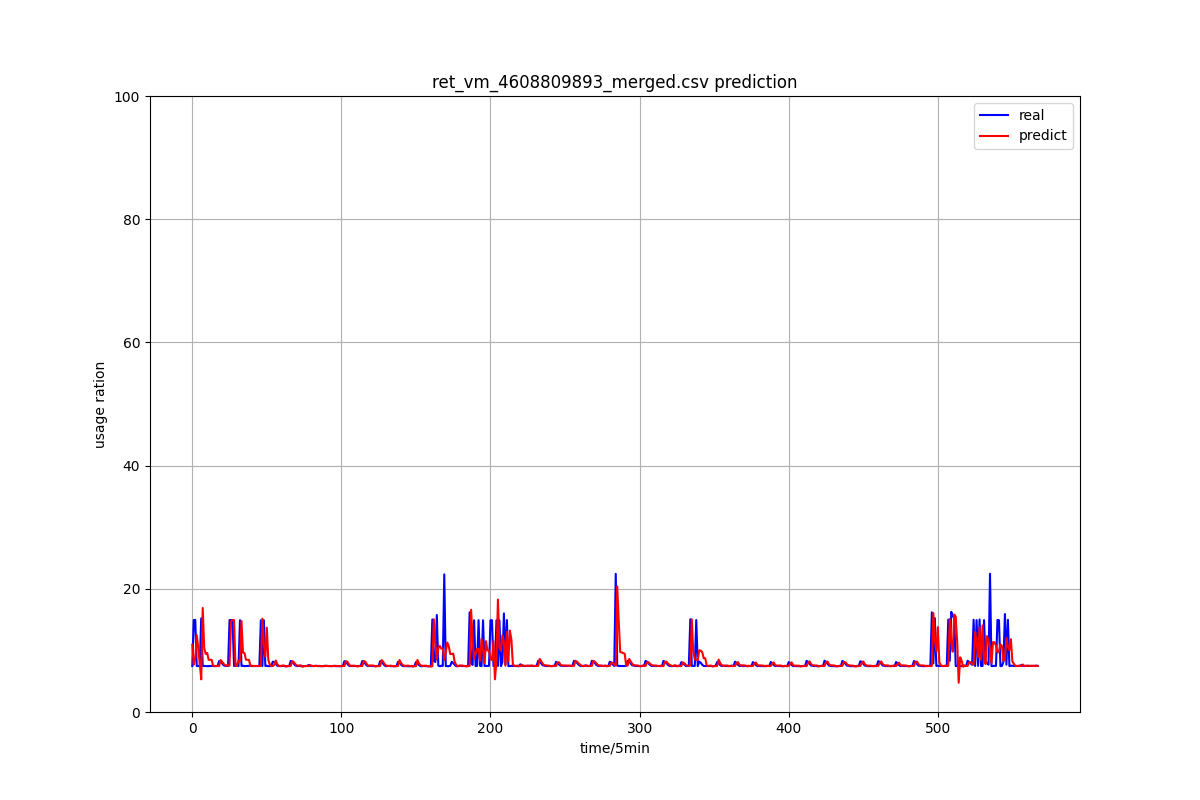 ret_vm_4608809893_merged.csv prediction
100
80
60
40
20
0
usage ration
real
predict
0 100 200 300 400 500
time/5min